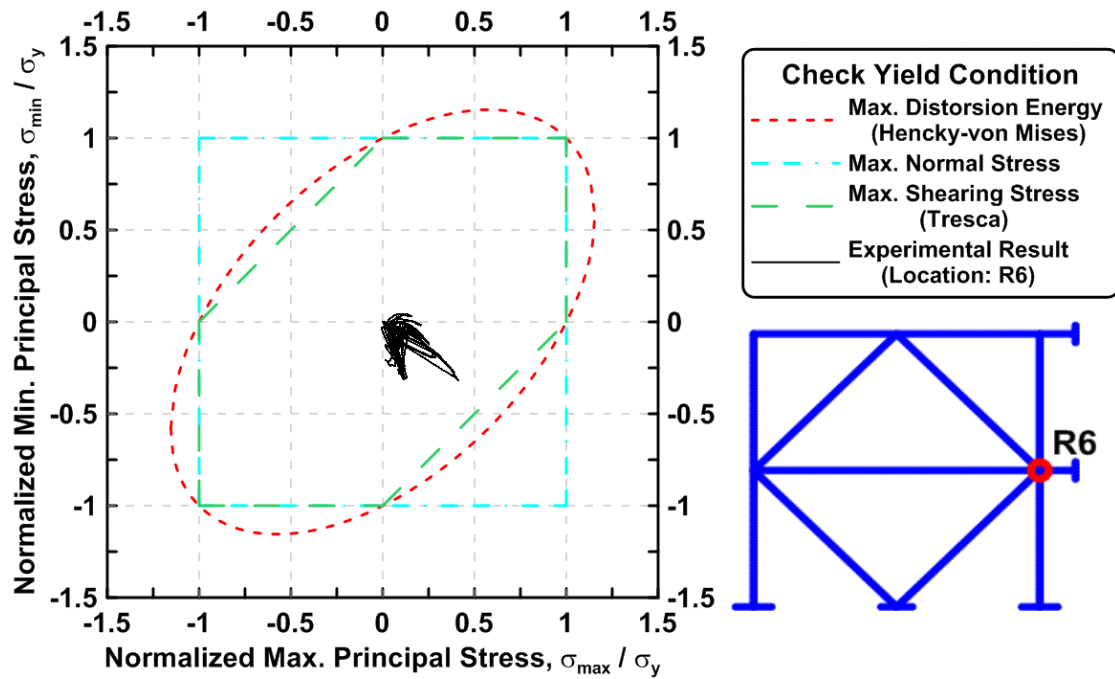 -1.5 -1 -0.5 0 0.5 1 1.5
1.5 1.5
1 1
0.5 0.5
0 0
-0.5 -0.5
-1 -1
-1.5 -1.5
-1.5 -1 -0.5 0 0.5 1 1.5
Normalized Min. Principal Stress, σmin / σy
Normalized Max. Principal Stress, σmax / σy
Check Yield Condition
Max. Distorsion Energy
(Hencky-von Mises)
Max. Normal Stress
Max. Shearing Stress
(Tresca)
Experimental Result
(Location: R6)
R6